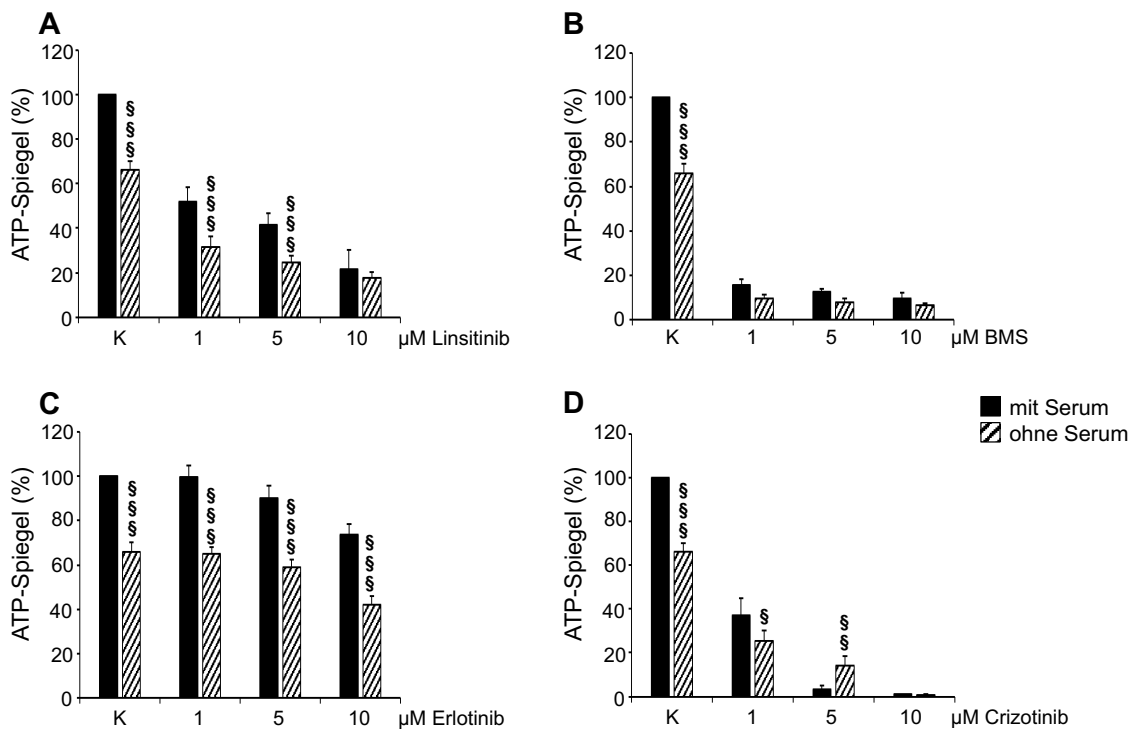 A
ATP-Spiegel (%)
120
100
80
60
40
20
0
§§§
§§§
§§§
K 1 5 10 µM Linsitinib
B
ATP-Spiegel (%)
120
100
80
60
40
20
0
§§§
K 1 5 10 µM BMS
C
ATP-Spiegel (%)
120
100
80
60
40
20
0
§§§
§§§
§§§
§§§
K 1 5 10 µM Erlotinib
D
mit Serum
ohne Serum
ATP-Spiegel (%)
120
100
80
60
40
20
0
§§§
§
§§
K 1 5 10 µM Crizotinib